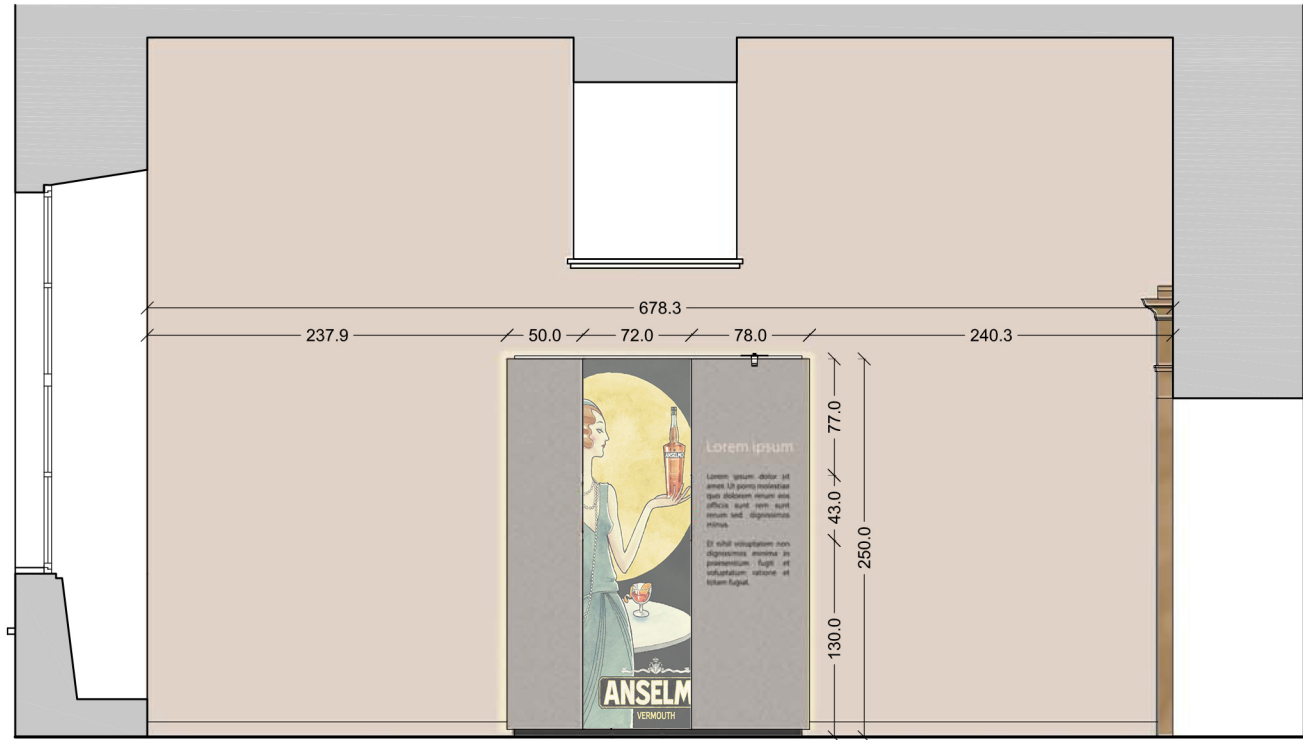 678.3
237.9
50.0
72.0
78.0
240.3
77.0
43.0
130.0
250.0
ANSELMO
Lorem ipsum
Lorem ipsum dolor sit
amet. Ut porro molestiae
quo dolorem rerum eos
officiis sunt rem sunt
rerum sed dignissimos
minus.
Et nihil voluptatem non
dignissimos minima in
praesentium fugit et
voluptatum ratione et
totam fugiat.
ANSELM
VERMOUTH